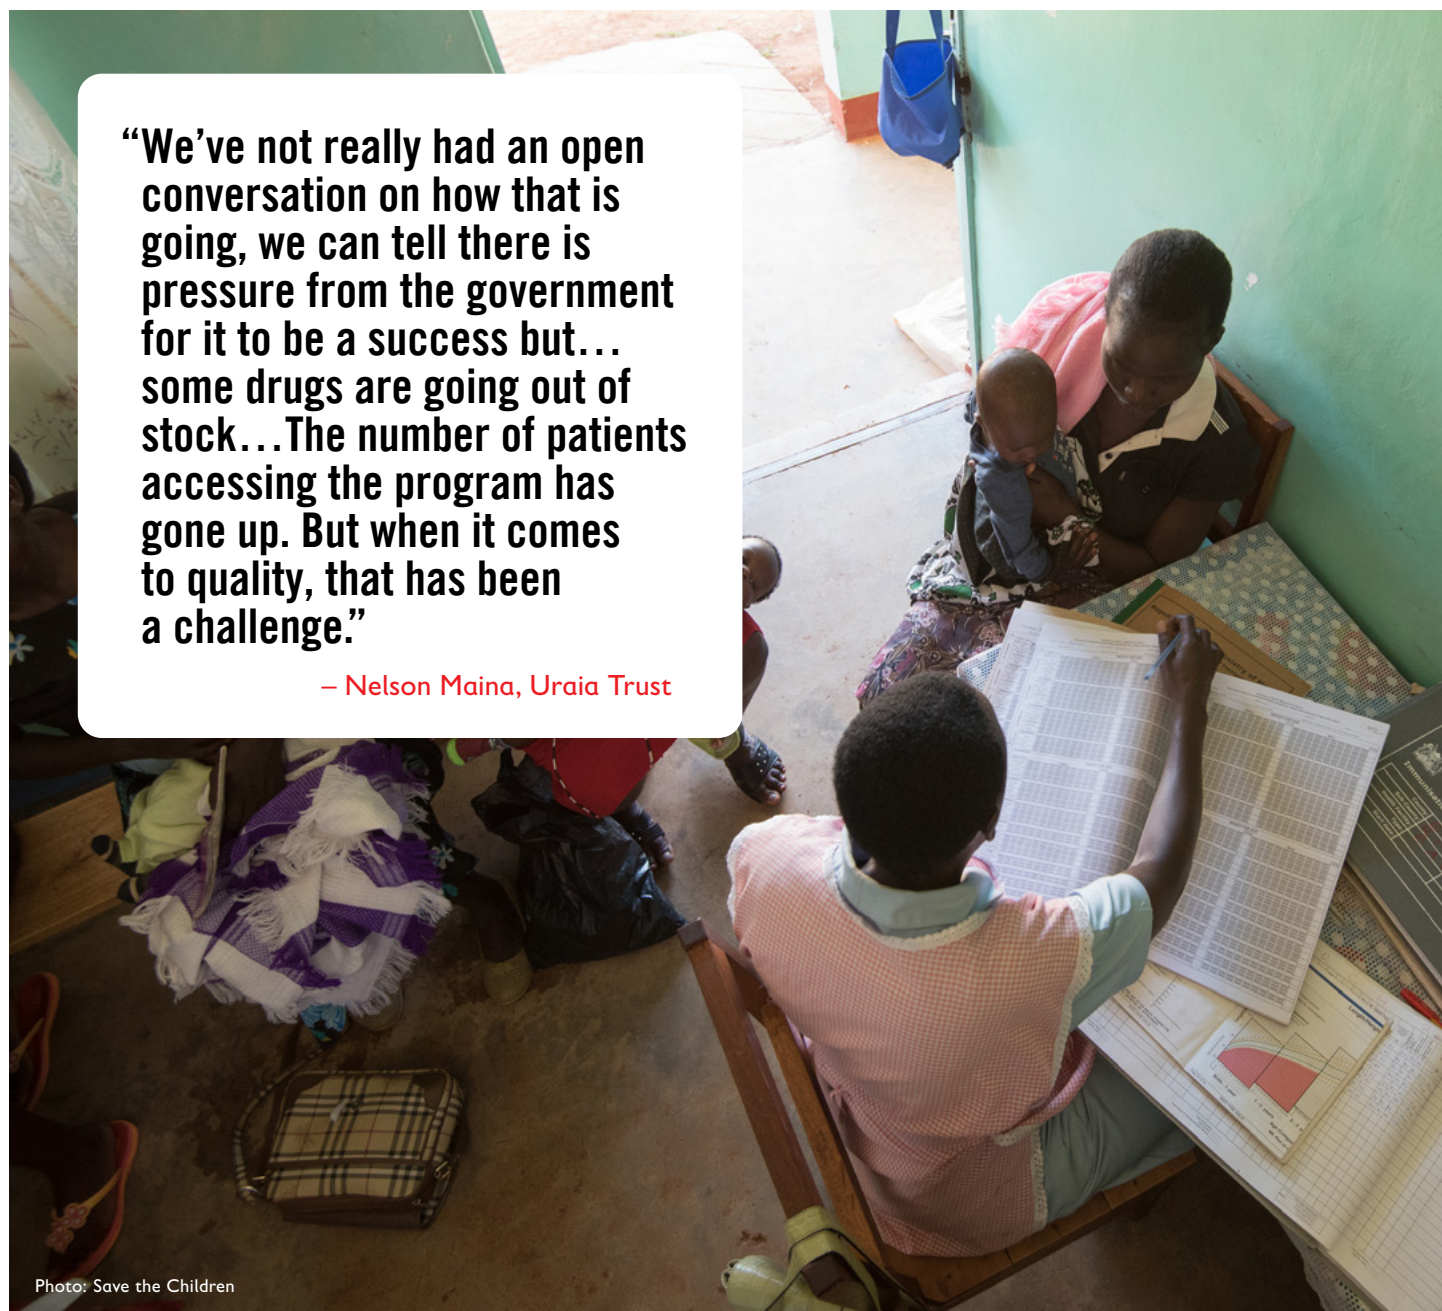 “We’ve not really had an open
conversation on how that is
going, we can tell there is
pressure from the government
for it to be a success but…
some drugs are going out of
stock…The number of patients
accessing the program has
gone up. But when it comes
to quality, that has been
a challenge.”
– Nelson Maina, Uraia Trust
Photo: Save the Children